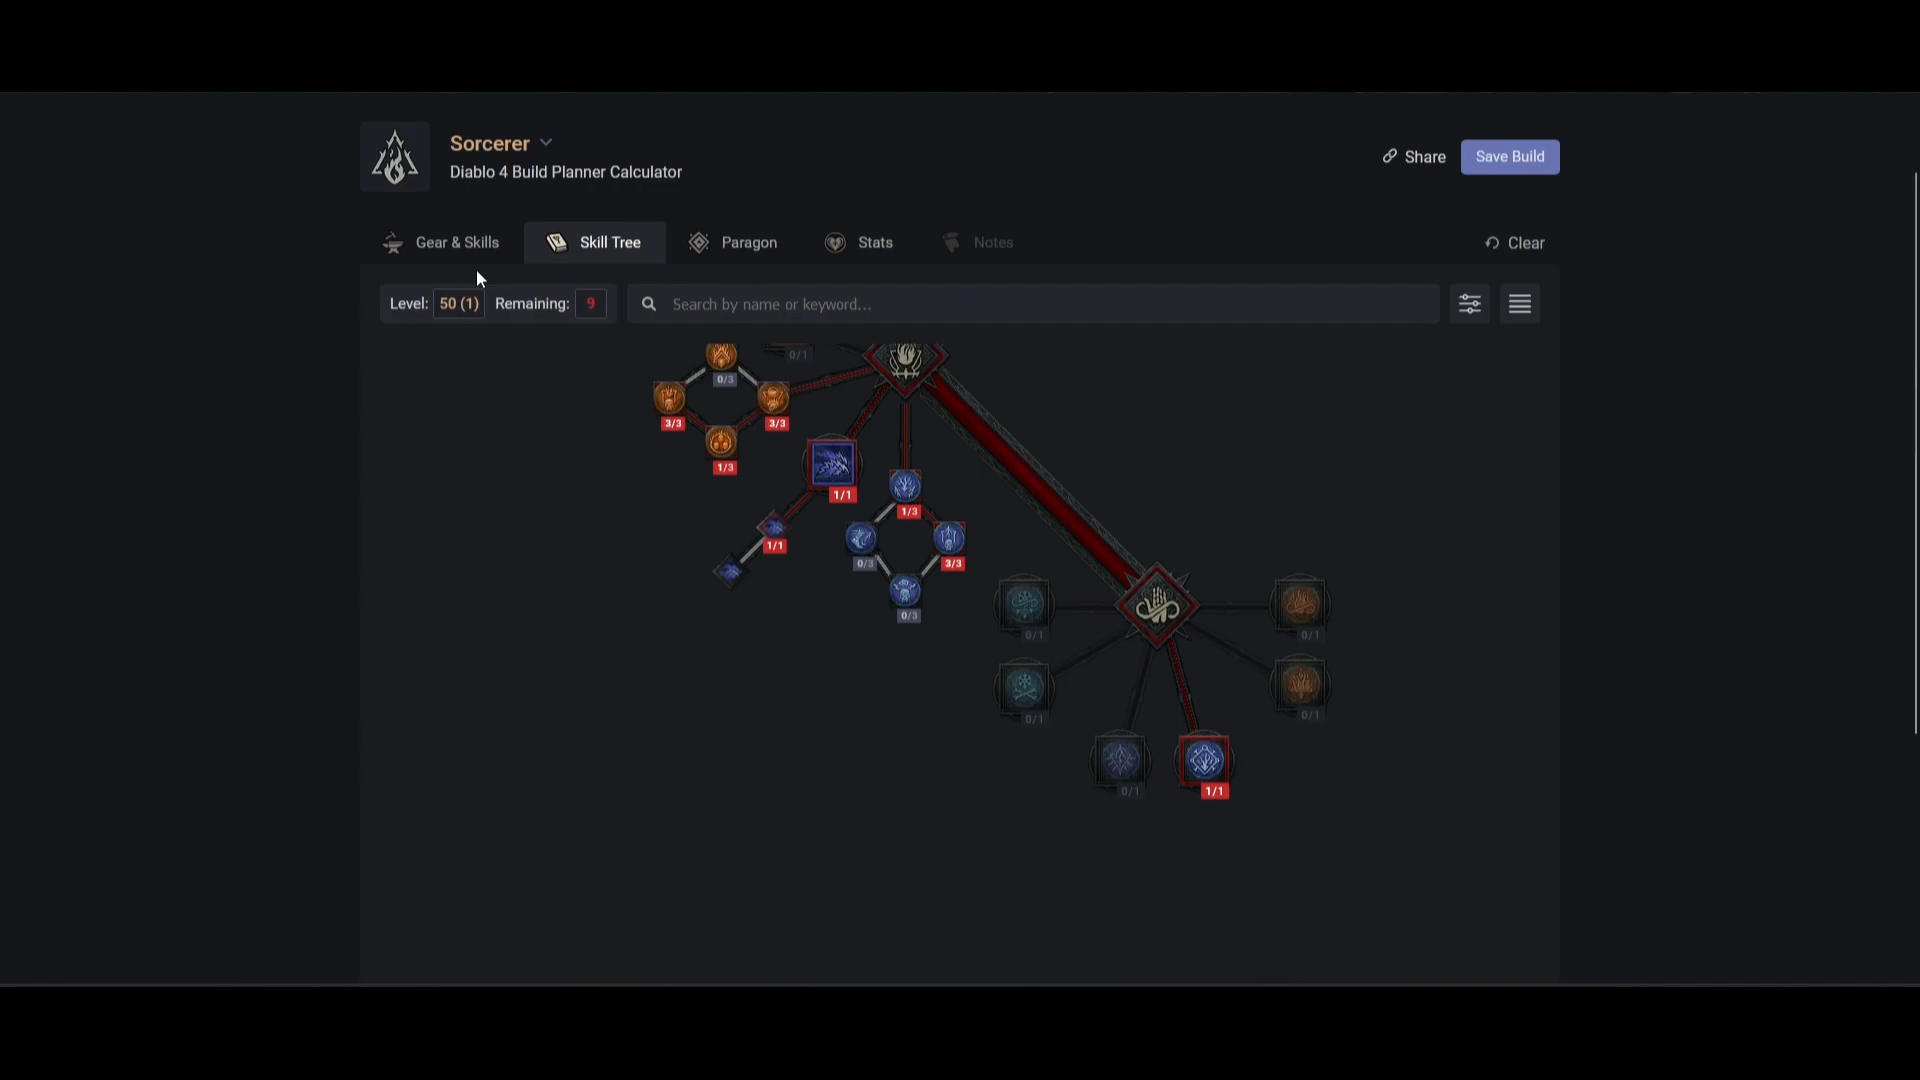 Sorcerer
Diablo 4 Build Planner Calculator
Share
Save Build
Gear & Skills
Skill Tree
Paragon
Stats
Notes
Clear
Level: 50 (1) Remaining: 9
Search by name or keyword...
0/1
0/3
3/3
3/3
1/3
1/1
1/3
1/1
0/3
3/3
0/3
0/1
0/1
0/1
0/1
0/1
1/1